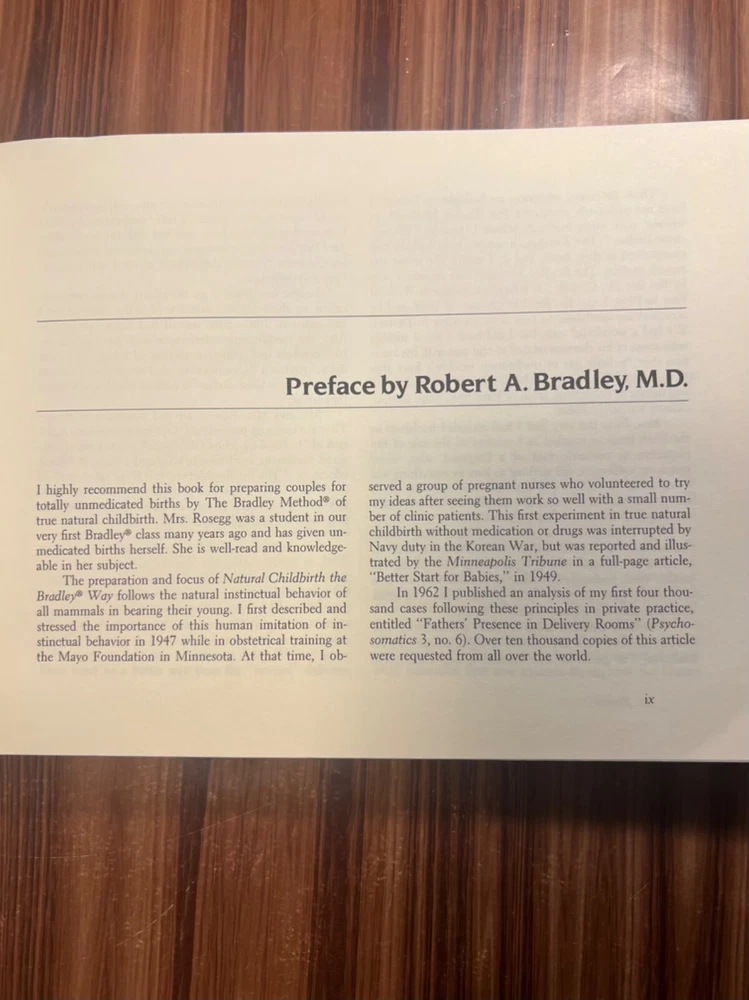 Preface by Robert A. Bradley, M.D.
I highly recommend this book for preparing couples for
totally unmedicated births by The Bradley Method® of
true natural childbirth. Mrs. Rosegg was a student in our
very first Bradley® class many years ago and has given un-
medicated births herself. She is well-read and knowledge-
able in her subject.
The preparation and focus of Natural Childbirth the
Bradley® Way follows the natural instinctual behavior of
all mammals in bearing their young. I first described and
stressed the importance of this human imitation of in-
stinctual behavior in 1947 while in obstetrical training at
the Mayo Foundation in Minnesota. At that time, I ob-
served a group of pregnant nurses who volunteered to try
my ideas after seeing them work so well with a small num-
ber of clinic patients. This first experiment in true natural
childbirth without medication or drugs was interrupted by
Navy duty in the Korean War, but was reported and illus-
trated by the Minneapolis Tribune in a full-page article,
“Better Start for Babies,” in 1949.
In 1962 I published an analysis of my first four thou-
sand cases following these principles in private practice,
entitled “Fathers’ Presence in Delivery Rooms” (Psycho-
somatics 3, no. 6). Over ten thousand copies of this article
were requested from all over the world.
ix